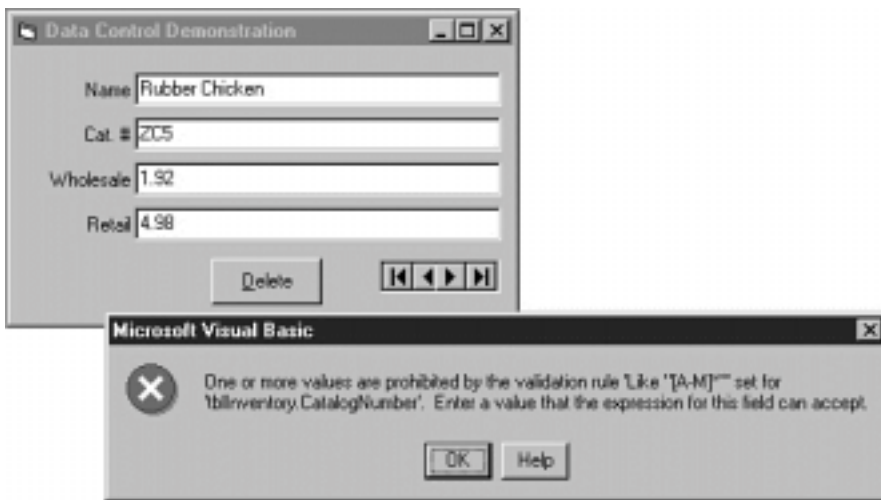 Data Control Demonstration
Name Rubber Chicken
Cat. # ZC5
Wholesale 1.92
Retail 4.98
Delete
Microsoft Visual Basic
One or more values are prohibited by the validation rule 'Like "[A-M]*"' set for
'tblInventory.CatalogNumber'. Enter a value that the expression for this field can accept.
OK Help